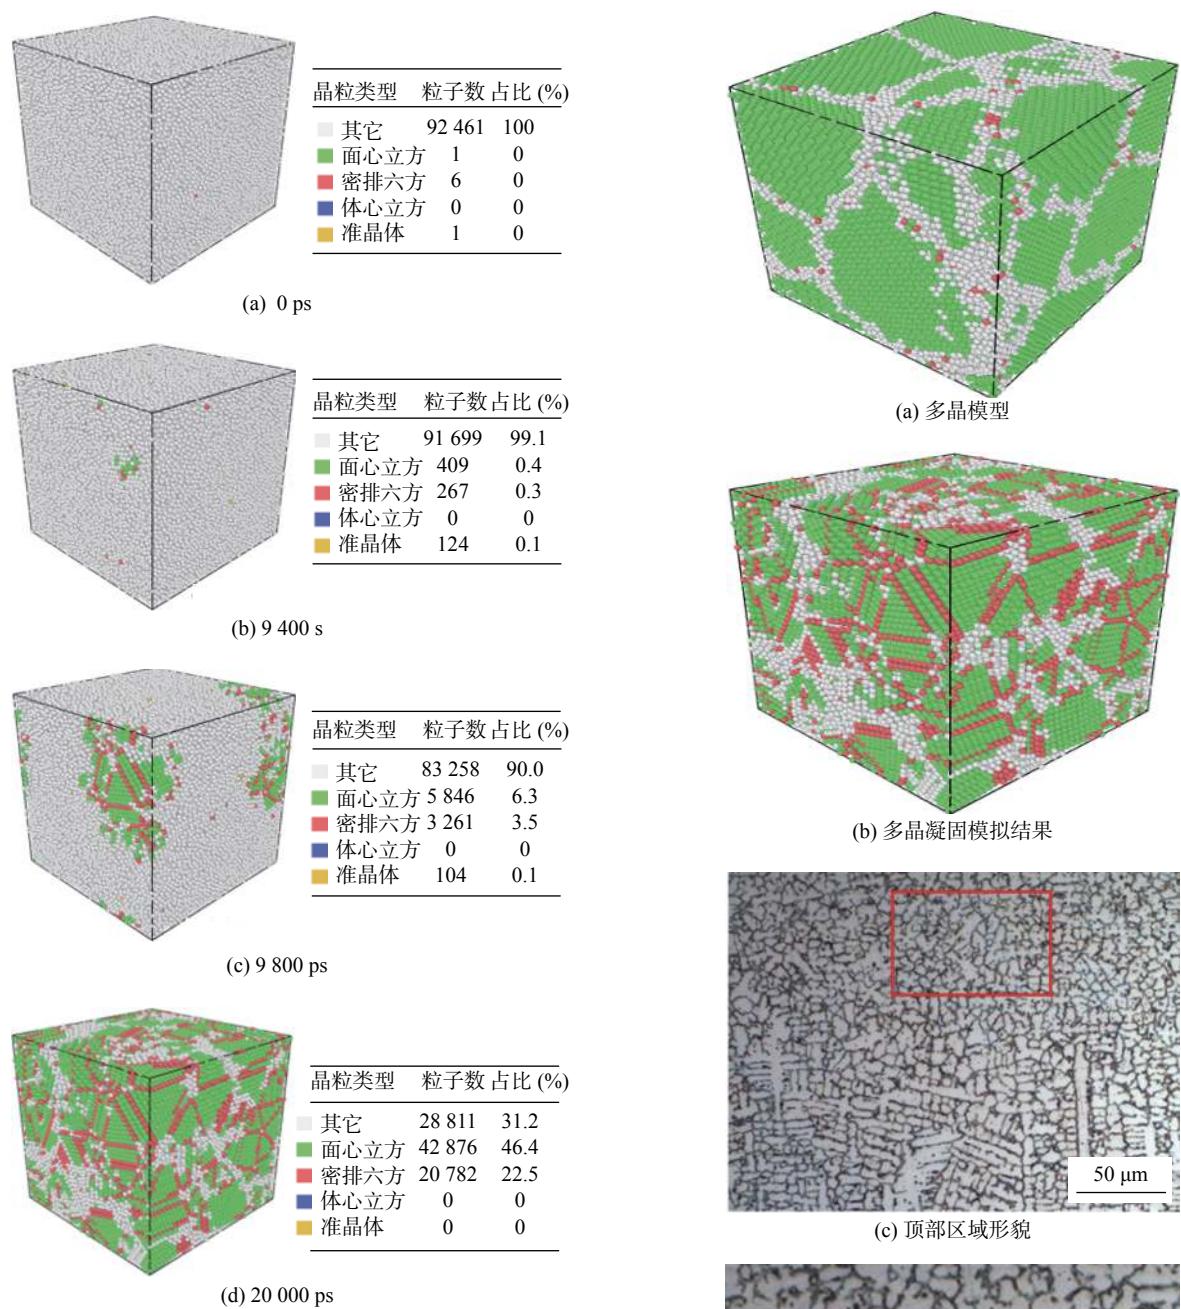 晶粒类型 粒子数 占比 (%)
其它 92 461 100
面心立方 1 0
密排六方 6 0
体心立方 0 0
准晶体 1 0
(a) 0 ps
晶粒类型 粒子数 占比 (%)
其它 91 699 99.1
面心立方 409 0.4
密排六方 267 0.3
体心立方 0 0
准晶体 124 0.1
(b) 9 400 s
晶粒类型 粒子数 占比 (%)
其它 83 258 90.0
面心立方 5 846 6.3
密排六方 3 261 3.5
体心立方 0 0
准晶体 104 0.1
(c) 9 800 ps
晶粒类型 粒子数 占比 (%)
其它 28 811 31.2
面心立方 42 876 46.4
密排六方 20 782 22.5
体心立方 0 0
准晶体 0 0
(d) 20 000 ps
(a) 多晶模型
(b) 多晶凝固模拟结果
50 μm
(c) 顶部区域形貌